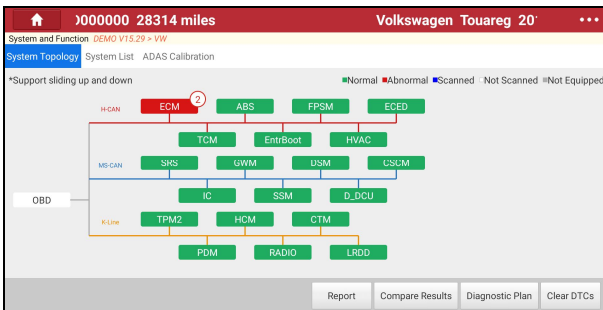 0000000 28314 miles Volkswagen Touareg 20
System and Function DEMO V15.29 > VW
System Topology System List ADAS Calibration
*Support sliding up and down
Normal Abnormal Scanned Not Scanned Not Equipped
H-CAN ECM 2 ABS FPSM ECED
TCM EntrBoot HVAC
MS-CAN SRS GWM DSM CSCM
IC SSM D_DCU
OBD
K-Line TPM2 HCM CTM
PDM RADIO LRDD
Report Compare Results Diagnostic Plan Clear DTCs